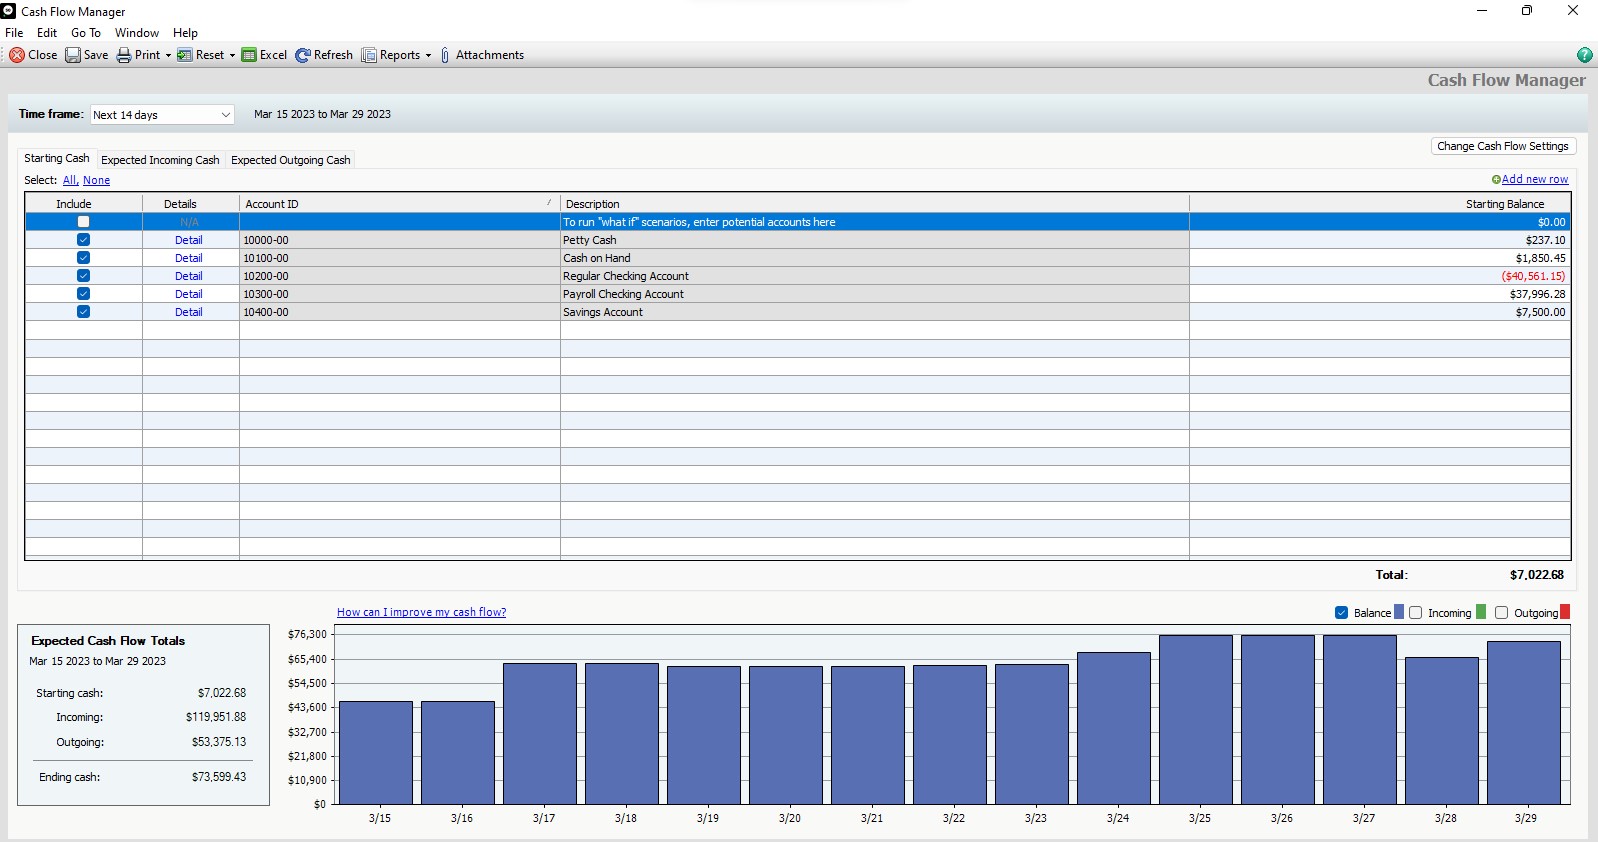 Cash Flow Manager
File Edit Go To Window Help
Close Save Print Reset Excel Refresh Reports Attachments ?
Cash Flow Manager
Time frame: Next 14 days Mar 15 2023 to Mar 29 2023
Change Cash Flow Settings
Starting Cash Expected Incoming Cash Expected Outgoing Cash
Select: All, None Add new row
Include Details Account ID / Description Starting Balance
N/A To run "what if" scenarios, enter potential accounts here $0.00
Detail 10000-00 Petty Cash $237.10
Detail 10100-00 Cash on Hand $1,850.45
Detail 10200-00 Regular Checking Account ($40,561.15)
Detail 10300-00 Payroll Checking Account $37,996.28
Detail 10400-00 Savings Account $7,500.00
Total: $7,022.68
How can I improve my cash flow? Balance Incoming Outgoing
Expected Cash Flow Totals
Mar 15 2023 to Mar 29 2023
Starting cash: $7,022.68
Incoming: $119,951.88
Outgoing: $53,375.13
Ending cash: $73,599.43
$76,300
$65,400
$54,500
$43,600
$32,700
$21,800
$10,900
$0
3/15 3/16 3/17 3/18 3/19 3/20 3/21 3/22 3/23 3/24 3/25 3/26 3/27 3/28 3/29